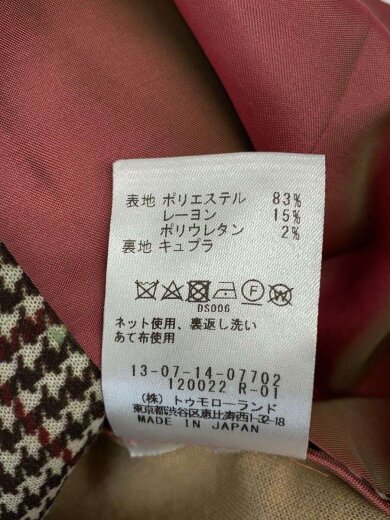 表地 ポリエステル 83%
レーヨン 15%
ポリウレタン 2%
裏地 キュプラ
F W
DS006
ネット使用、裏返し洗い
あて布使用
13-07-14-07702
120022 R-01
(株) トゥモローランド
東京都渋谷区恵比寿西1-32-18
MADE IN JAPAN